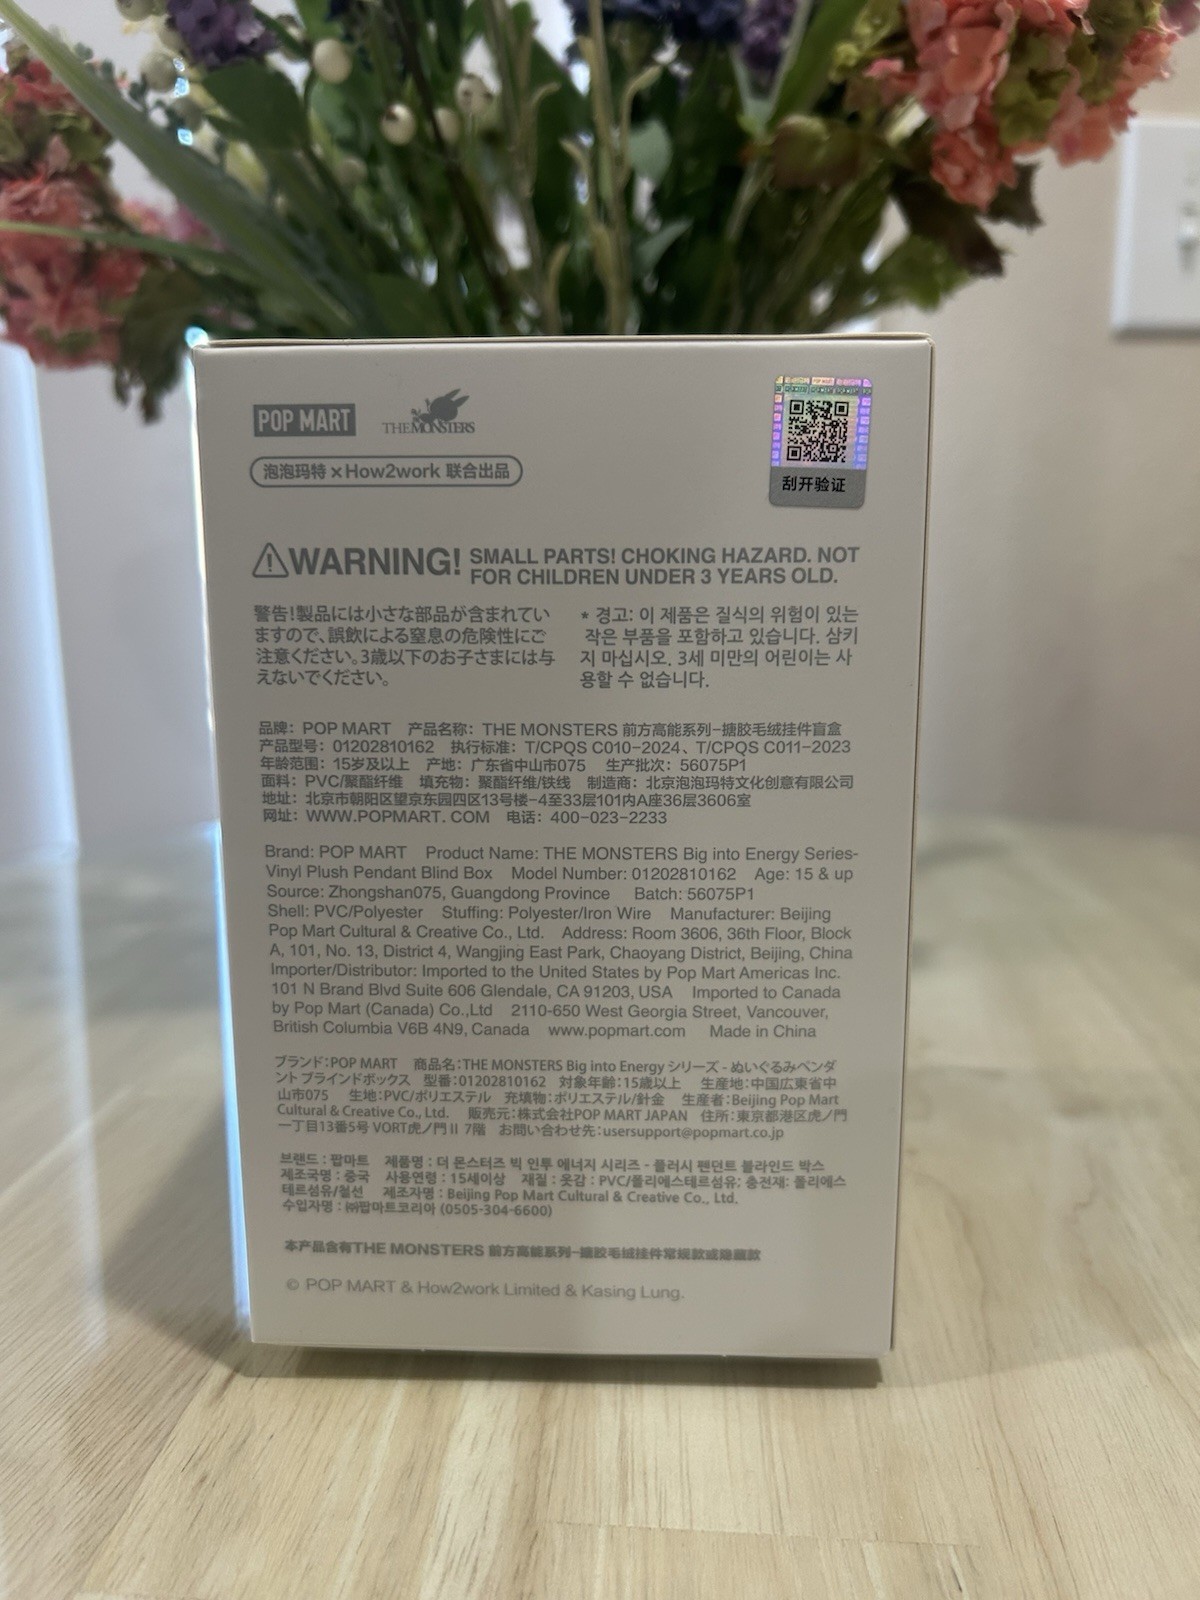 POP MART THE MONSTERS
泡泡玛特 × How2work 联合出品
刮开验证
WARNING! SMALL PARTS! CHOKING HAZARD. NOT
FOR CHILDREN UNDER 3 YEARS OLD.
警告!製品には小さな部品が含まれてい
ますので、誤飲による窒息の危険性にご
注意ください。3歳以下のお子さまには与
えないでください。
* 경고: 이 제품은 질식의 위험이 있는
작은 부품을 포함하고 있습니다. 삼키
지 마십시오. 3세 미만의 어린이는 사
용할 수 없습니다.
品牌: POP MART 产品名称: THE MONSTERS 前方高能系列-搪胶毛绒挂件盲盒
产品型号: 01202810162 执行标准: T/CPQS C010-2024、T/CPQS C011-2023
年龄范围: 15岁及以上 产地: 广东省中山市075 生产批次: 56075P1
面料: PVC/聚酯纤维 填充物: 聚酯纤维/铁线 制造商: 北京泡泡玛特文化创意有限公司
地址: 北京市朝阳区望京东园四区13号楼-4至33层101内A座36层3606室
网址: WWW.POPMART.COM 电话: 400-023-2233
Brand: POP MART Product Name: THE MONSTERS Big into Energy Series-
Vinyl Plush Pendant Blind Box Model Number: 01202810162 Age: 15 & up
Source: Zhongshan075, Guangdong Province Batch: 56075P1
Shell: PVC/Polyester Stuffing: Polyester/Iron Wire Manufacturer: Beijing
Pop Mart Cultural & Creative Co., Ltd. Address: Room 3606, 36th Floor, Block
A, 101, No. 13, District 4, Wangjing East Park, Chaoyang District, Beijing, China
Importer/Distributor: Imported to the United States by Pop Mart Americas Inc.
101 N Brand Blvd Suite 606 Glendale, CA 91203, USA Imported to Canada
by Pop Mart (Canada) Co.,Ltd 2110-650 West Georgia Street, Vancouver,
British Columbia V6B 4N9, Canada www.popmart.com Made in China
ブランド:POP MART 商品名:THE MONSTERS Big into Energy シリーズ - ぬいぐるみペンダ
ント ブラインドボックス 型番:01202810162 対象年齢:15歳以上 生産地:中国広東省中
山市075 生地:PVC/ポリエステル 充填物:ポリエステル/針金 生産者:Beijing Pop Mart
Cultural & Creative Co., Ltd. 販売元:株式会社POP MART JAPAN 住所:東京都港区虎ノ門
一丁目13番5号 VORT虎ノ門 II 7階 お問い合わせ先:usersupport@popmart.co.jp
브랜드 : 팝마트 제품명 : 더 몬스터즈 빅 인투 에너지 시리즈 - 플러시 펜던트 블라인드 박스
제조국명 : 중국 사용연령 : 15세이상 재질 : 옷감 : PVC/폴리에스테르섬유; 충전재: 폴리에스
테르섬유/철선 제조자명 : Beijing Pop Mart Cultural & Creative Co., Ltd.
수입자명 : ㈜팝마트코리아 (0505-304-6600)
本产品含有THE MONSTERS 前方高能系列-搪胶毛绒挂件常规款或隐藏款
© POP MART & How2work Limited & Kasing Lung.